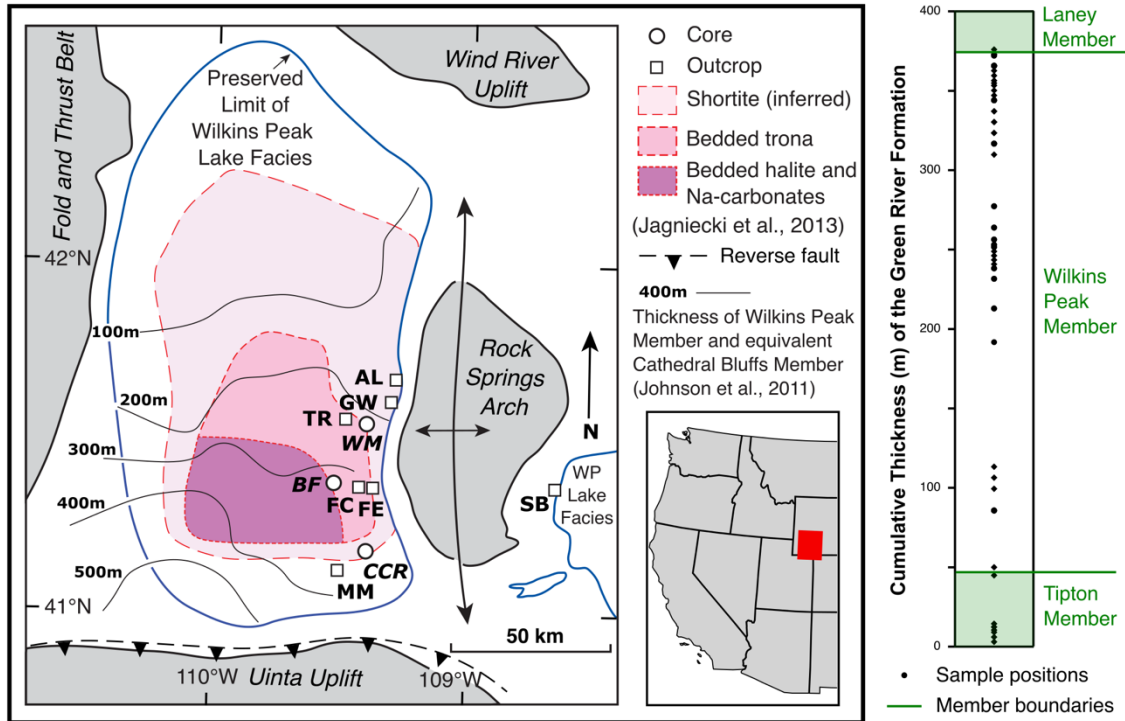 Fold and Thrust Belt
Preserved
Limit of
Wilkins Peak
Lake Facies
Wind River
Uplift
42°N
100m
200m
300m
400m
500m
AL
GW
TR
WM
BF
FC
FE
CCR
MM
Rock
Springs
Arch
N
SB
WP
Lake
Facies
41°N
50 km
110°W
Uinta Uplift
109°W
Core
Outcrop
Shortite (inferred)
Bedded trona
Bedded halite and
Na-carbonates
(Jagniecki et al., 2013)
Reverse fault
400m
Thickness of Wilkins Peak
Member and equivalent
Cathedral Bluffs Member
(Johnson et al., 2011)
Cumulative Thickness (m) of the Green River Formation
400
300
200
100
0
Laney
Member
Wilkins
Peak
Member
Tipton
Member
Sample positions
Member boundaries